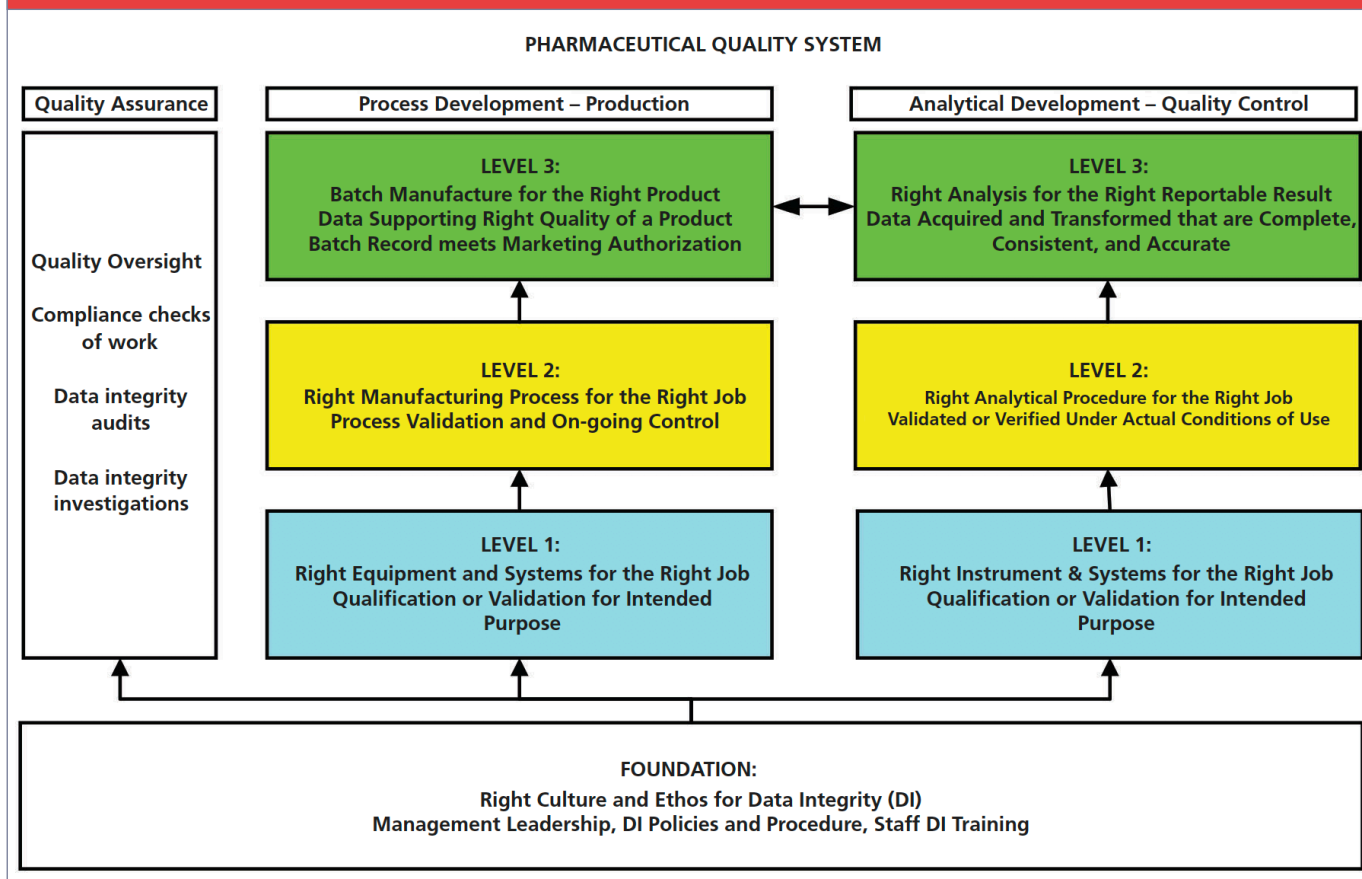 PHARMACEUTICAL QUALITY SYSTEM
Quality Assurance
Quality Oversight
Compliance checks
of work
Data integrity
audits
Data integrity
investigations
Process Development – Production
LEVEL 3:
Batch Manufacture for the Right Product
Data Supporting Right Quality of a Product
Batch Record meets Marketing Authorization
LEVEL 2:
Right Manufacturing Process for the Right Job
Process Validation and On-going Control
LEVEL 1:
Right Equipment and Systems for the Right Job
Qualification or Validation for Intended
Purpose
Analytical Development – Quality Control
LEVEL 3:
Right Analysis for the Right Reportable Result
Data Acquired and Transformed that are Complete,
Consistent, and Accurate
LEVEL 2:
Right Analytical Procedure for the Right Job
Validated or Verified Under Actual Conditions of Use
LEVEL 1:
Right Instrument & Systems for the Right Job
Qualification or Validation for Intended
Purpose
FOUNDATION:
Right Culture and Ethos for Data Integrity (DI)
Management Leadership, DI Policies and Procedure, Staff DI Training